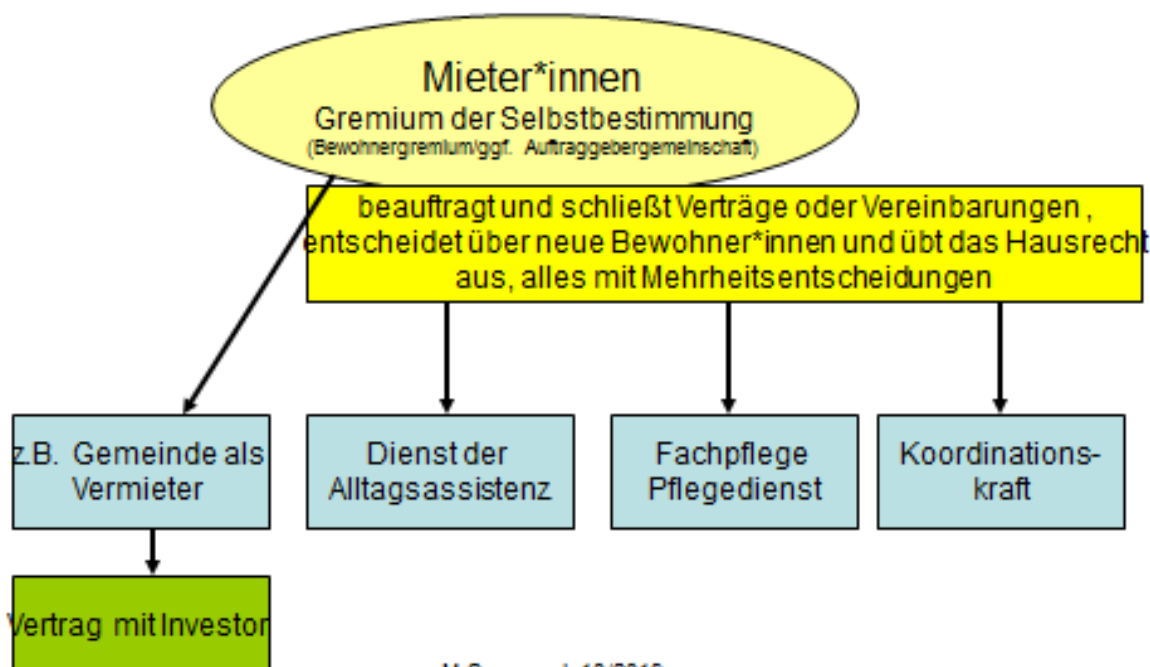 Mieter*innen
Gremium der Selbstbestimmung
(Bewohnergremium/ggf. Auftraggebergemeinschaft)
beauftragt und schließt Verträge oder Vereinbarungen ,
entscheidet über neue Bewohner*innen und übt das Hausrecht
aus, alles mit Mehrheitsentscheidungen
z.B. Gemeinde als
Vermieter
Dienst der
Alltagsassistenz
Fachpflege
Pflegedienst
Koordinations-
kraft
Vertrag mit Investor